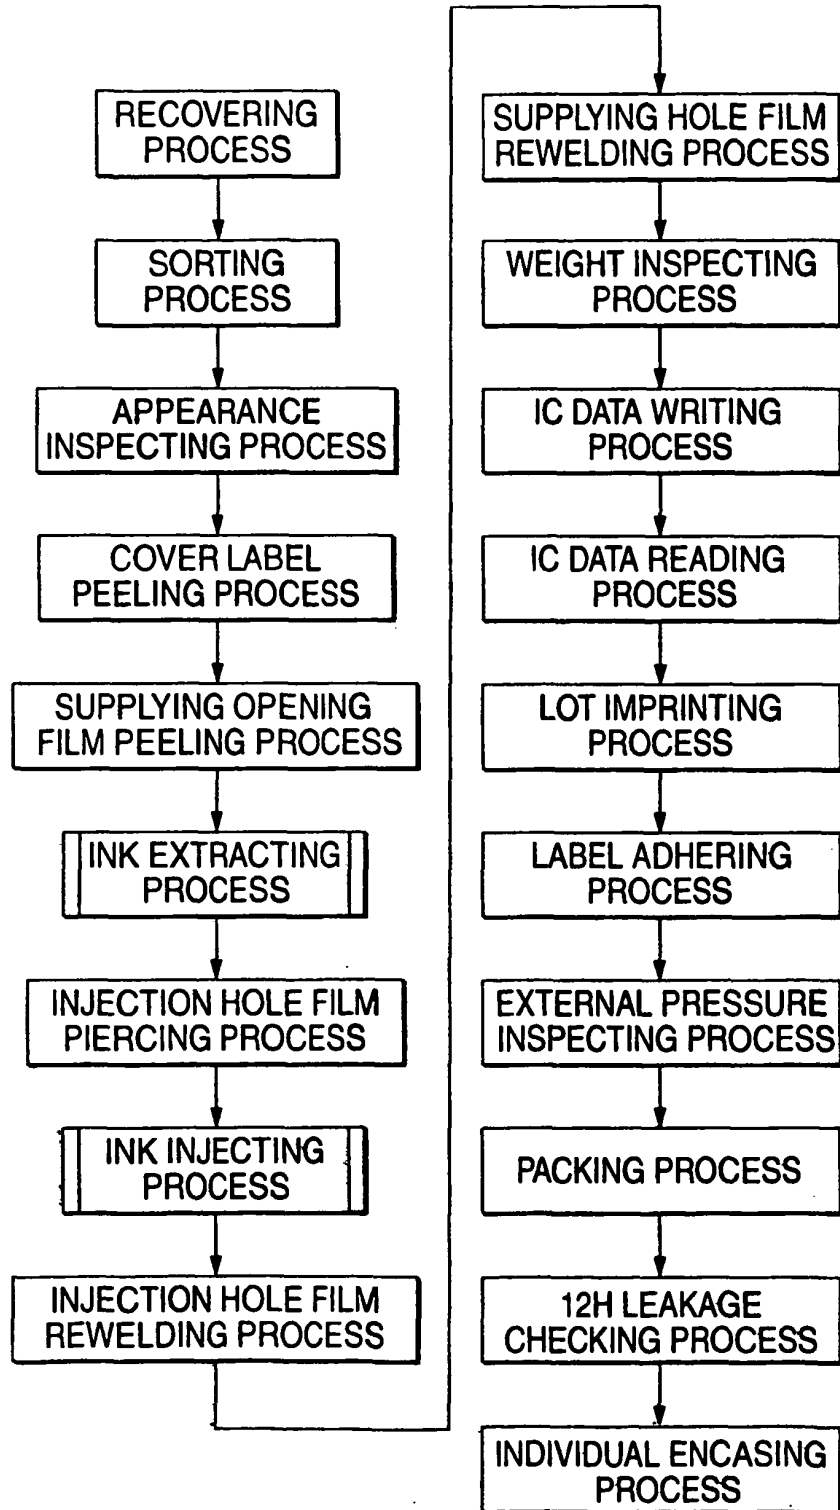 RECOVERING
PROCESS
SORTING
PROCESS
APPEARANCE
INSPECTING PROCESS
COVER LABEL
PEELING PROCESS
SUPPLYING OPENING
FILM PEELING PROCESS
INK EXTRACTING
PROCESS
INJECTION HOLE FILM
PIERCING PROCESS
INK INJECTING
PROCESS
INJECTION HOLE FILM
REWELDING PROCESS
SUPPLYING HOLE FILM
REWELDING PROCESS
WEIGHT INSPECTING
PROCESS
IC DATA WRITING
PROCESS
IC DATA READING
PROCESS
LOT IMPRINTING
PROCESS
LABEL ADHERING
PROCESS
EXTERNAL PRESSURE
INSPECTING PROCESS
PACKING PROCESS
12H LEAKAGE
CHECKING PROCESS
INDIVIDUAL ENCASING
PROCESS